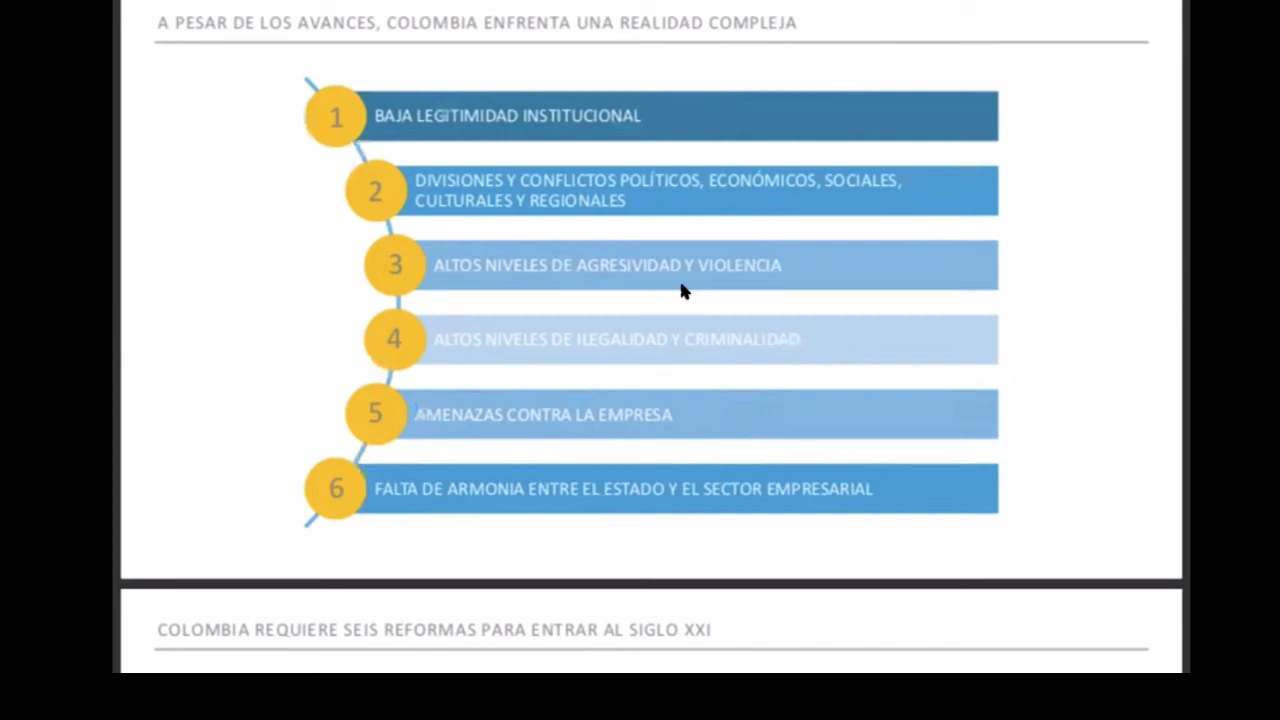 A PESAR DE LOS AVANCES, COLOMBIA ENFRENTA UNA REALIDAD COMPLEJA
1 BAJA LEGITIMIDAD INSTITUCIONAL
2 DIVISIONES Y CONFLICTOS POLÍTICOS, ECONÓMICOS, SOCIALES,
CULTURALES Y REGIONALES
3 ALTOS NIVELES DE AGRESIVIDAD Y VIOLENCIA
4 ALTOS NIVELES DE ILEGALIDAD Y CRIMINALIDAD
5 AMENAZAS CONTRA LA EMPRESA
6 FALTA DE ARMONIA ENTRE EL ESTADO Y EL SECTOR EMPRESARIAL
COLOMBIA REQUIERE SEIS REFORMAS PARA ENTRAR AL SIGLO XXI